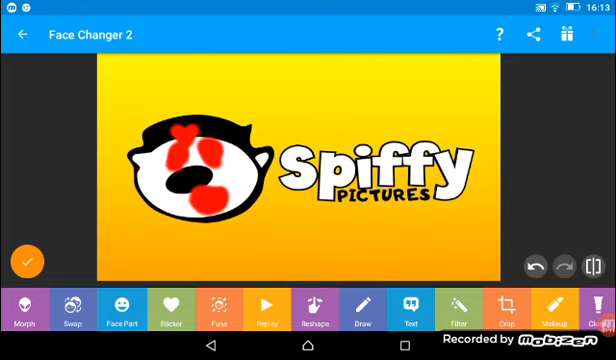 16:13
Face Changer 2
?
Spiffy
PICTURES
Morph
Swap
Face Part
Sticker
Fuse
Replay
Reshape
Draw
Text
Filter
Crop
Makeup
Recorded by
mobizen